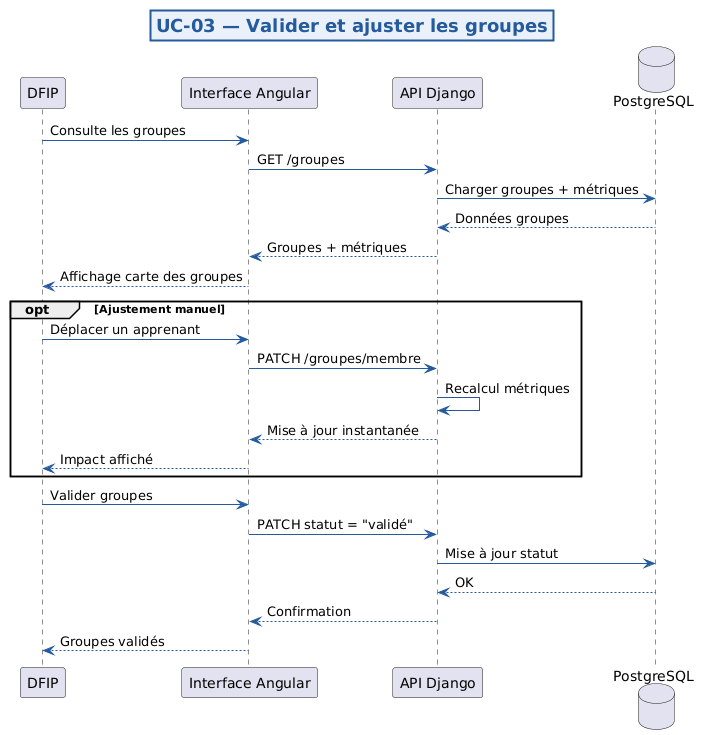 UC-03 — Valider et ajuster les groupes
DFIP
Interface Angular
API Django
PostgreSQL
Consulte les groupes
GET /groupes
Charger groupes + métriques
Données groupes
Groupes + métriques
Affichage carte des groupes
opt [Ajustement manuel]
Déplacer un apprenant
PATCH /groupes/membre
Recalcul métriques
Mise à jour instantanée
Impact affiché
Valider groupes
PATCH statut = "validé"
Mise à jour statut
OK
Confirmation
Groupes validés
DFIP
Interface Angular
API Django
PostgreSQL